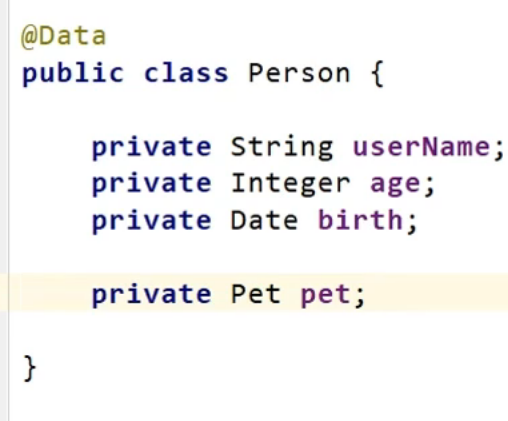 @Data
public class Person {
private String userName;
private Integer age;
private Date birth;
private Pet pet;
}